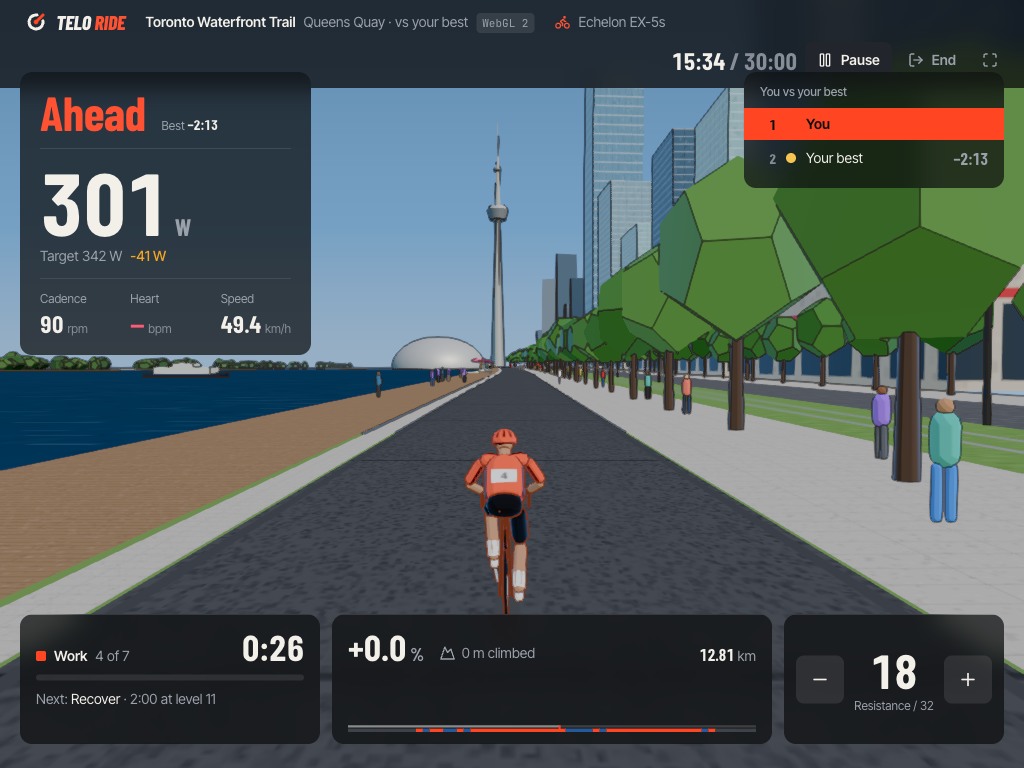 TELO RIDE Toronto Waterfront Trail Queens Quay · vs your best WebGL 2 Echelon EX-5s
15:34 / 30:00 Pause End
Ahead Best −2:13
301 W
Target 342 W -41 W
Cadence Heart Speed
90 rpm — bpm 49.4 km/h
You vs your best
1 You
2 Your best −2:13
4
Work 4 of 7 0:26
Next: Recover · 2:00 at level 11
+0.0 % 0 m climbed 12.81 km
− 18 +
Resistance / 32